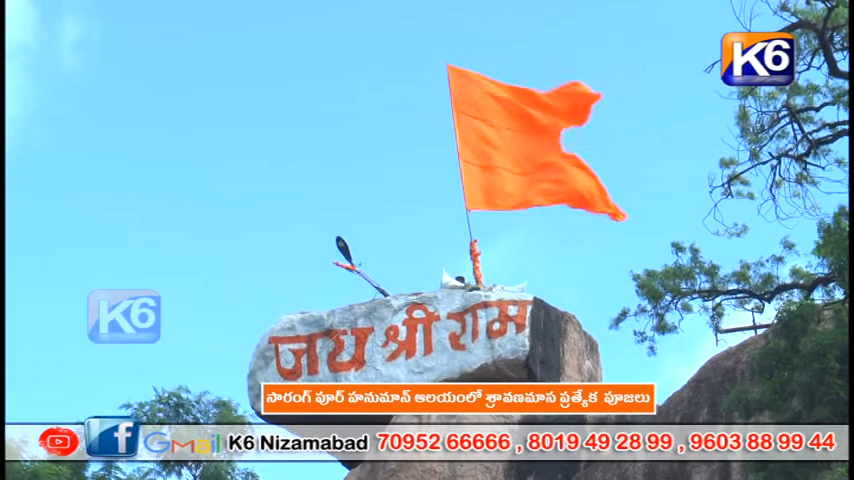 K6
K6
जय श्री राम
సారంగ్ పూర్ హనుమాన్ ఆలయంలో శ్రావణమాస ప్రత్యేక పూజలు
f Gmail K6 Nizamabad 70952 66666 , 8019 49 28 99 , 9603 88 99 44